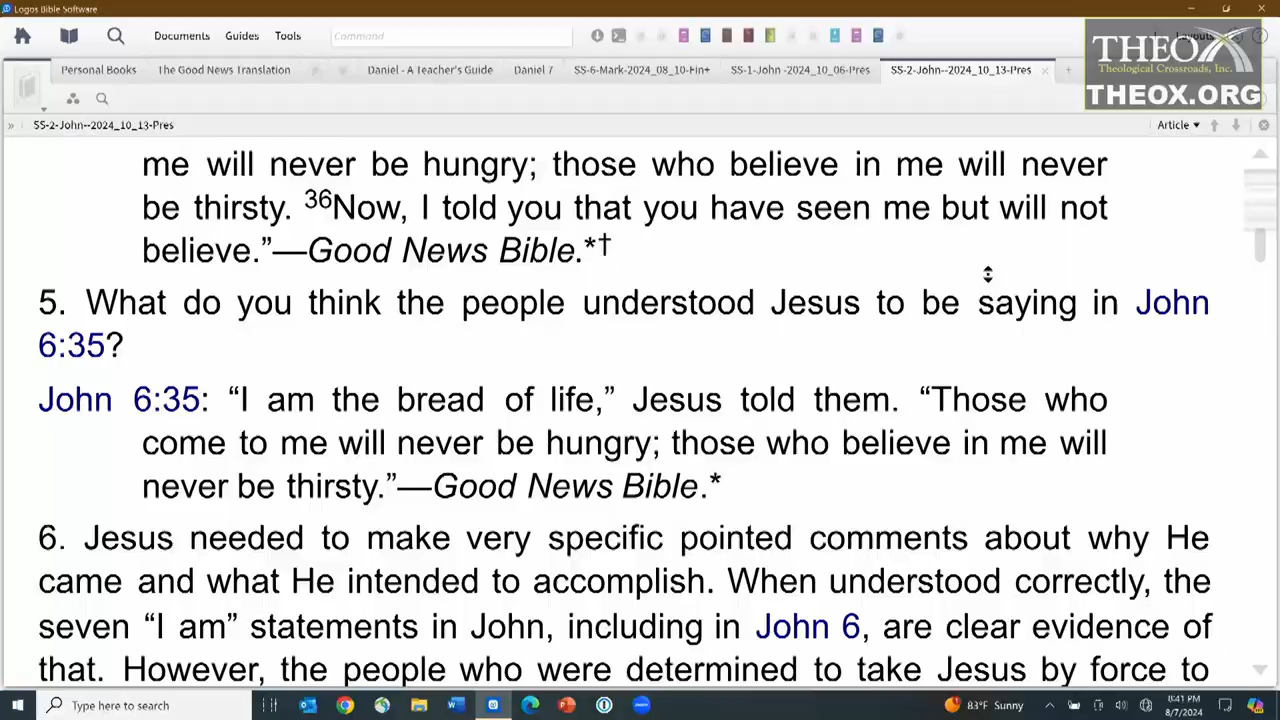 Logos Bible Software
Documents Guides Tools Command Layouts
THEOX
Theological Crossroads, Inc.
THEOX.ORG
Personal Books The Good News Translation Daniel 7 SS-6-Mark-2024_08_10-Fin+ SS-1-John-2024_10_06-Pres SS-2-John--2024_10_13-Pres
SS-2-John--2024_10_13-Pres Article
me will never be hungry; those who believe in me will never
be thirsty. 36Now, I told you that you have seen me but will not
believe.”—Good News Bible.*†
5. What do you think the people understood Jesus to be saying in John
6:35?
John 6:35: “I am the bread of life,” Jesus told them. “Those who
come to me will never be hungry; those who believe in me will
never be thirsty.”—Good News Bible.*
6. Jesus needed to make very specific pointed comments about why He
came and what He intended to accomplish. When understood correctly, the
seven “I am” statements in John, including in John 6, are clear evidence of
that. However, the people who were determined to take Jesus by force to
Type here to search 83°F Sunny 8:41 PM
8/7/2024